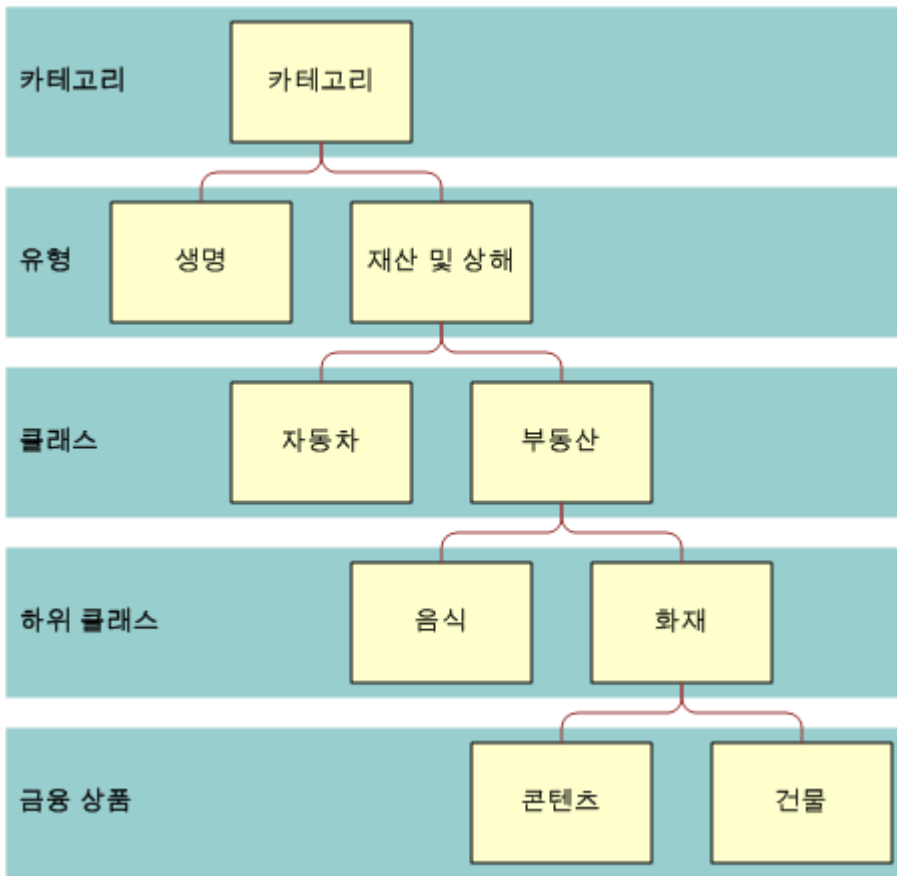 카테고리
카테고리
유형
생명
재산 및 상해
클래스
자동차
부동산
하위 클래스
음식
화재
금융 상품
콘텐츠
건물